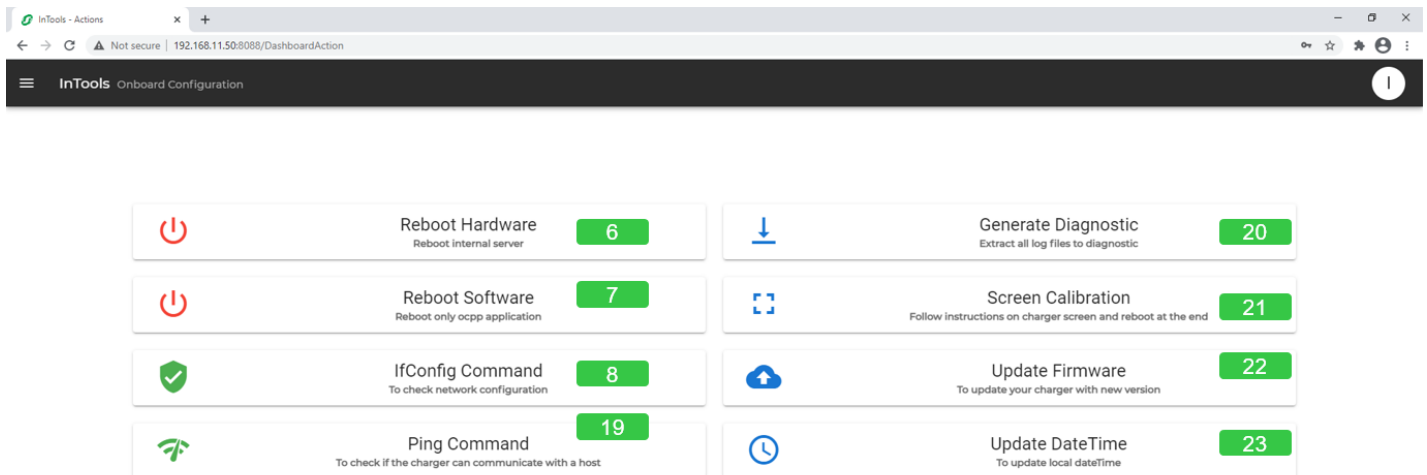 InTools - Actions
Not secure | 192.168.11.50:8088/DashboardAction
InTools Onboard Configuration
I
Reboot Hardware
Reboot internal server
6
Generate Diagnostic
Extract all log files to diagnostic
20
Reboot Software
Reboot only ocpp application
7
Screen Calibration
Follow instructions on charger screen and reboot at the end
21
IfConfig Command
To check network configuration
8
Update Firmware
To update your charger with new version
22
Ping Command
To check if the charger can communicate with a host
19
Update DateTime
To update local dateTime
23